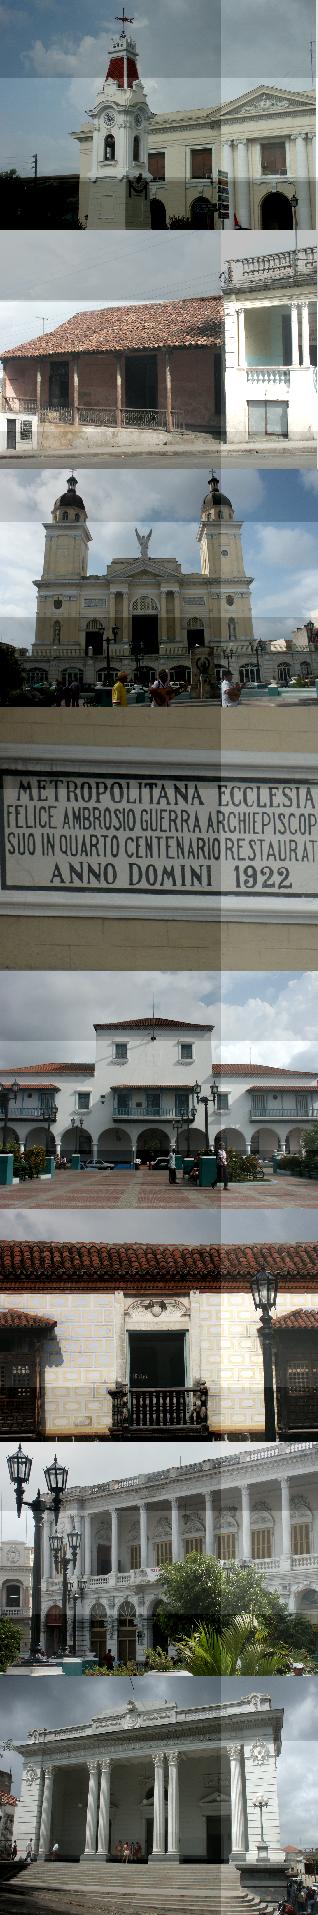 METROPOLITANA ECCLESIA
FELICE AMBROSIO GUERRA ARCHIEPISCOP
SUO IN QUARTO CENTENARIO RESTAURAT
ANNO DOMINI 1922